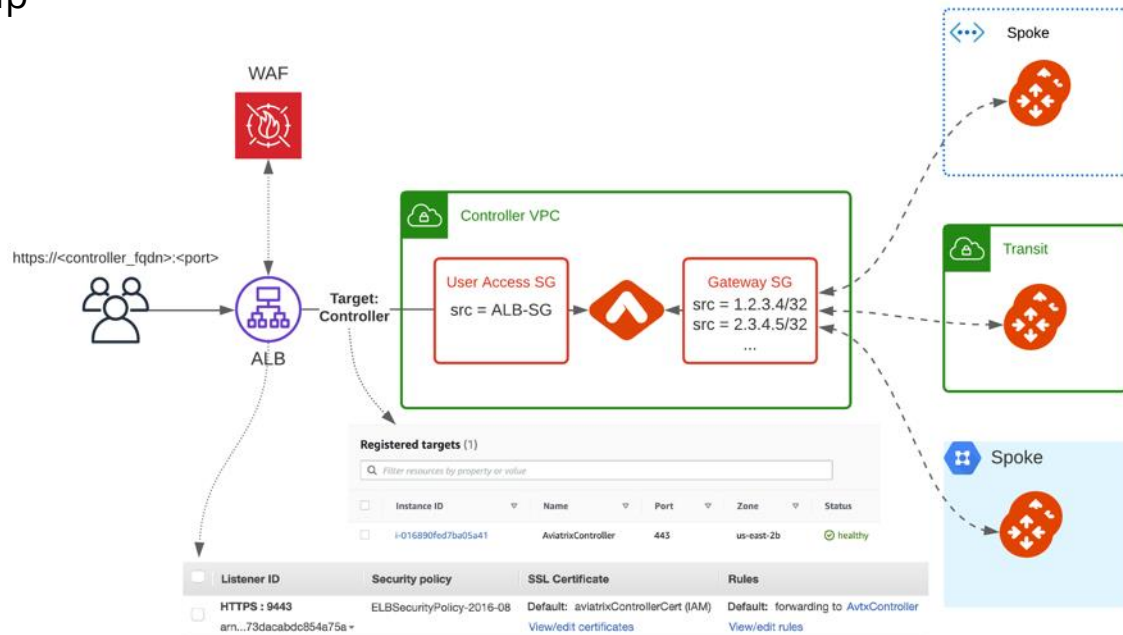 WAF
https://<controller_fqdn>:<port>
ALB
Target:
Controller
Controller VPC
User Access SG
src = ALB-SG
Gateway SG
src = 1.2.3.4/32
src = 2.3.4.5/32
...
Spoke
Transit
Spoke
Registered targets (1)
Filter resources by property or value
Instance ID Name Port Zone Status
i-016890fed7ba05a41 AviatrixController 443 us-east-2b healthy
Listener ID Security policy SSL Certificate Rules
HTTPS : 9443 ELBSecurityPolicy-2016-08 Default: aviatrixControllerCert (IAM) Default: forwarding to AvtxController
arn...73dacabdc854a75a View/edit certificates View/edit rules